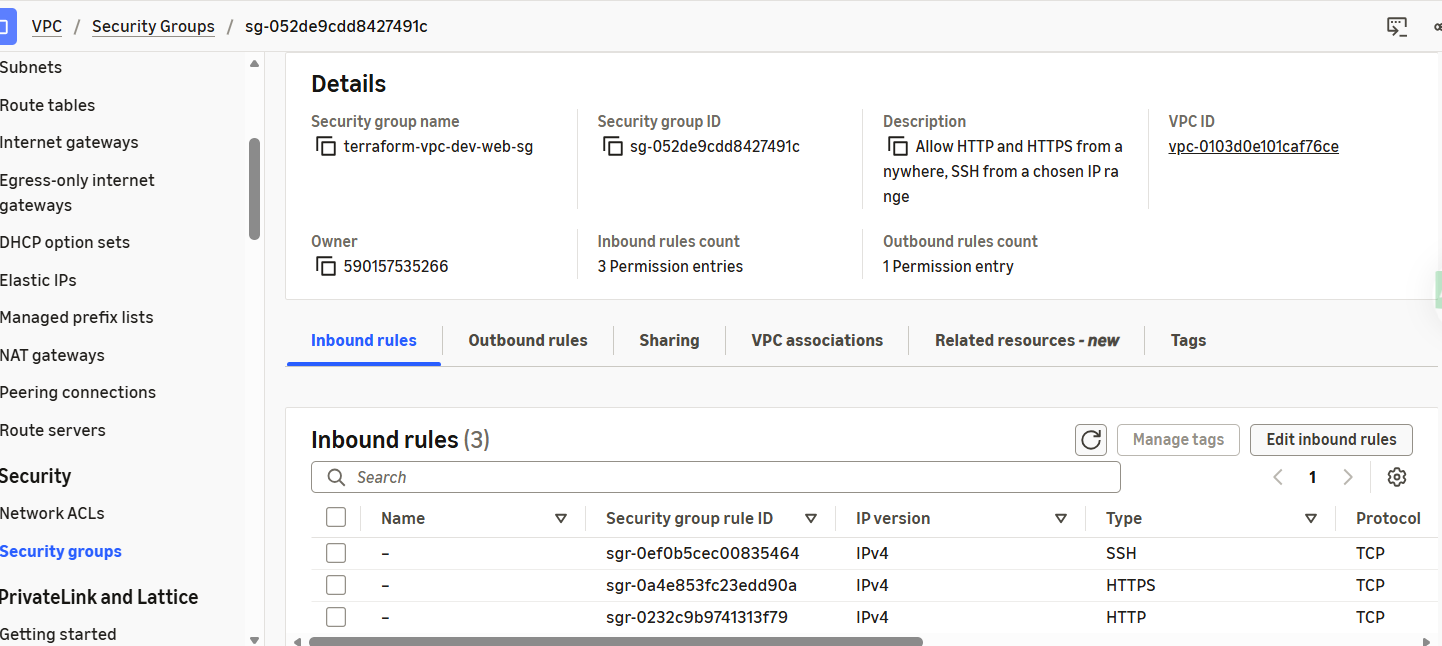 VPC / Security Groups / sg-052de9cdd8427491c
Subnets
Route tables
Internet gateways
Egress-only internet
gateways
DHCP option sets
Elastic IPs
Managed prefix lists
NAT gateways
Peering connections
Route servers
Security
Network ACLs
Security groups
PrivateLink and Lattice
Getting started
Details
Security group name
terraform-vpc-dev-web-sg
Security group ID
sg-052de9cdd8427491c
Description
Allow HTTP and HTTPS from a
nywhere, SSH from a chosen IP ra
nge
VPC ID
vpc-0103d0e101caf76ce
Owner
590157535266
Inbound rules count
3 Permission entries
Outbound rules count
1 Permission entry
Inbound rules
Outbound rules
Sharing
VPC associations
Related resources - new
Tags
Inbound rules (3)
Manage tags
Edit inbound rules
Search
1
Name Security group rule ID IP version Type Protocol
– sgr-0ef0b5cec00835464 IPv4 SSH TCP
– sgr-0a4e853fc23edd90a IPv4 HTTPS TCP
– sgr-0232c9b9741313f79 IPv4 HTTP TCP